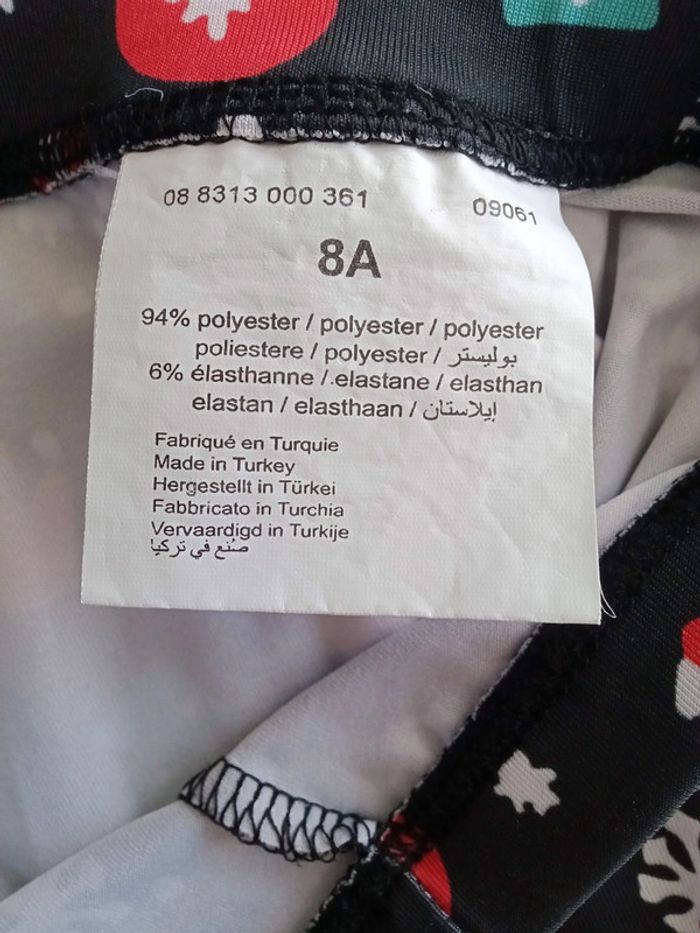 08 8313 000 361 09061
8A
94% polyester / polyester / polyester
poliestere / polyester / بوليستر
6% élasthanne /.elastane / elasthan
elastan / elasthaan / إيلاستان
Fabriqué en Turquie
Made in Turkey
Hergestellt in Türkei
Fabbricato in Turchia
Vervaardigd in Turkije
صُنع في تركيا